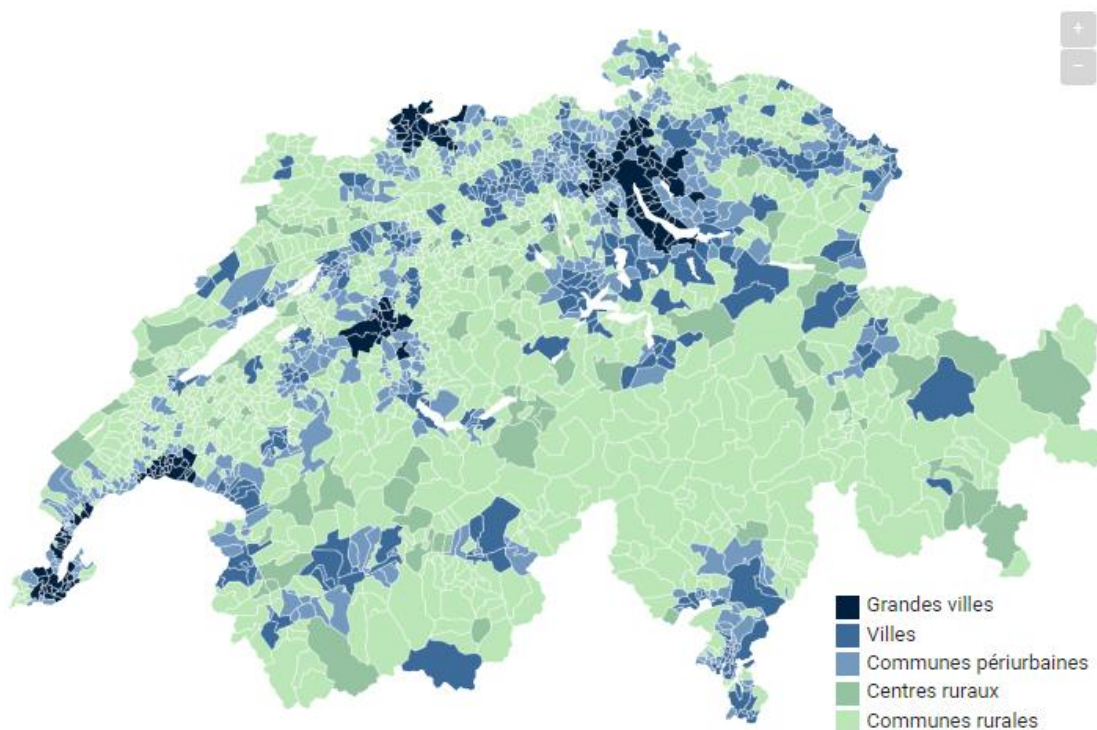 +
−
Grandes villes
Villes
Communes périurbaines
Centres ruraux
Communes rurales